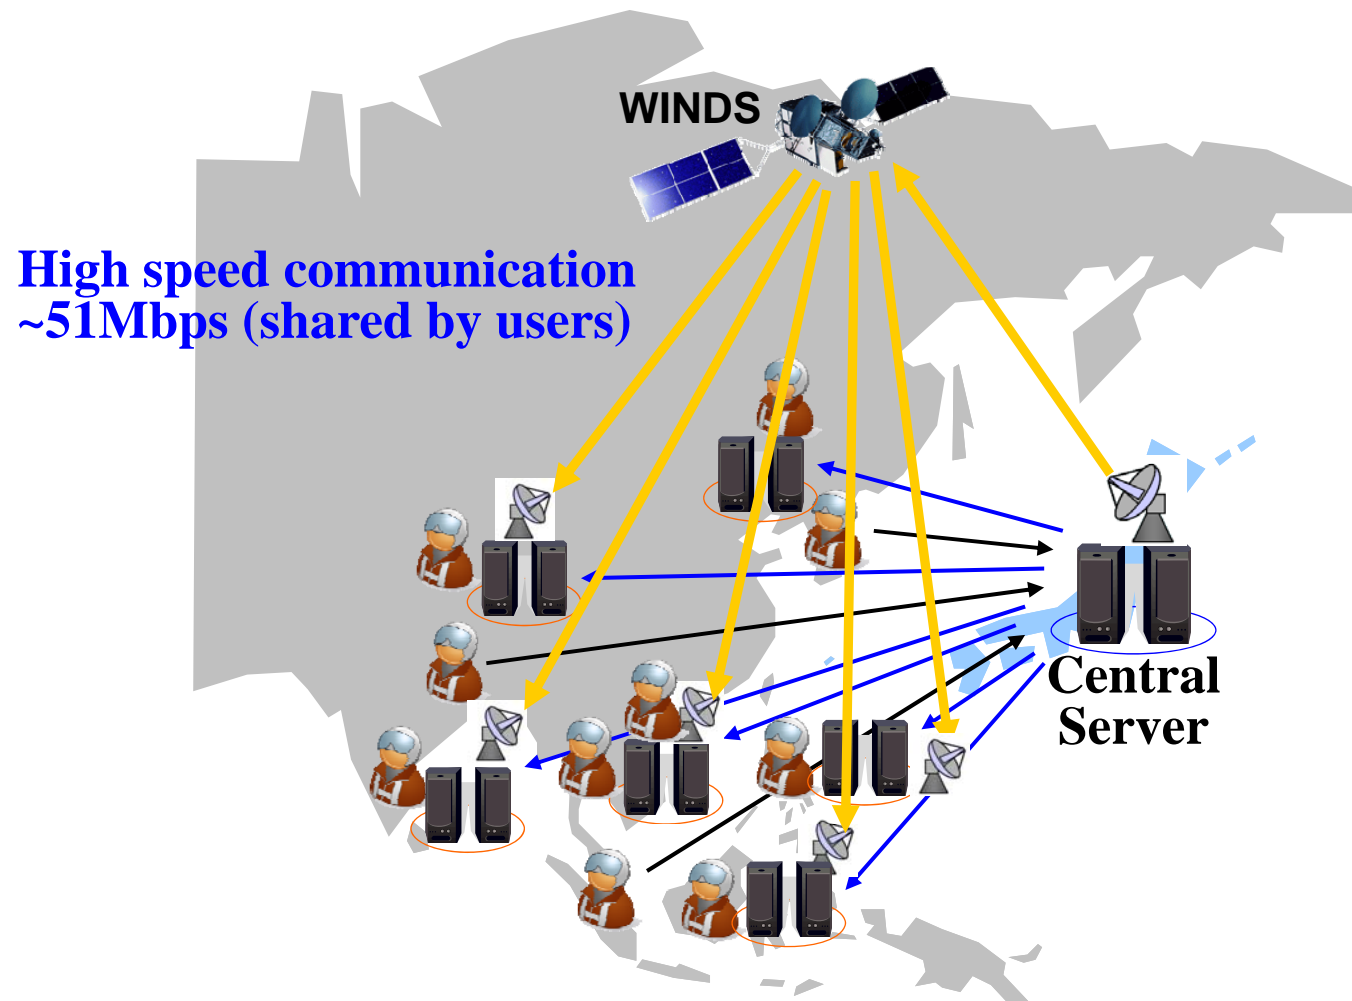 WINDS
High speed communication
~51Mbps (shared by users)
Central
Server